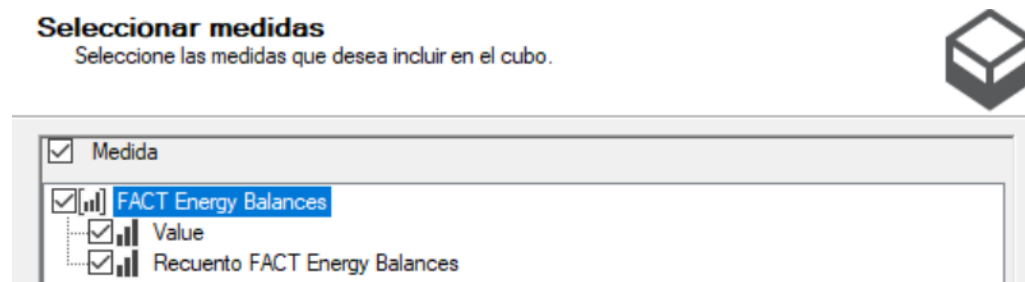 Seleccionar medidas
Seleccione las medidas que desea incluir en el cubo.
Medida
FACT Energy Balances
Value
Recuento FACT Energy Balances